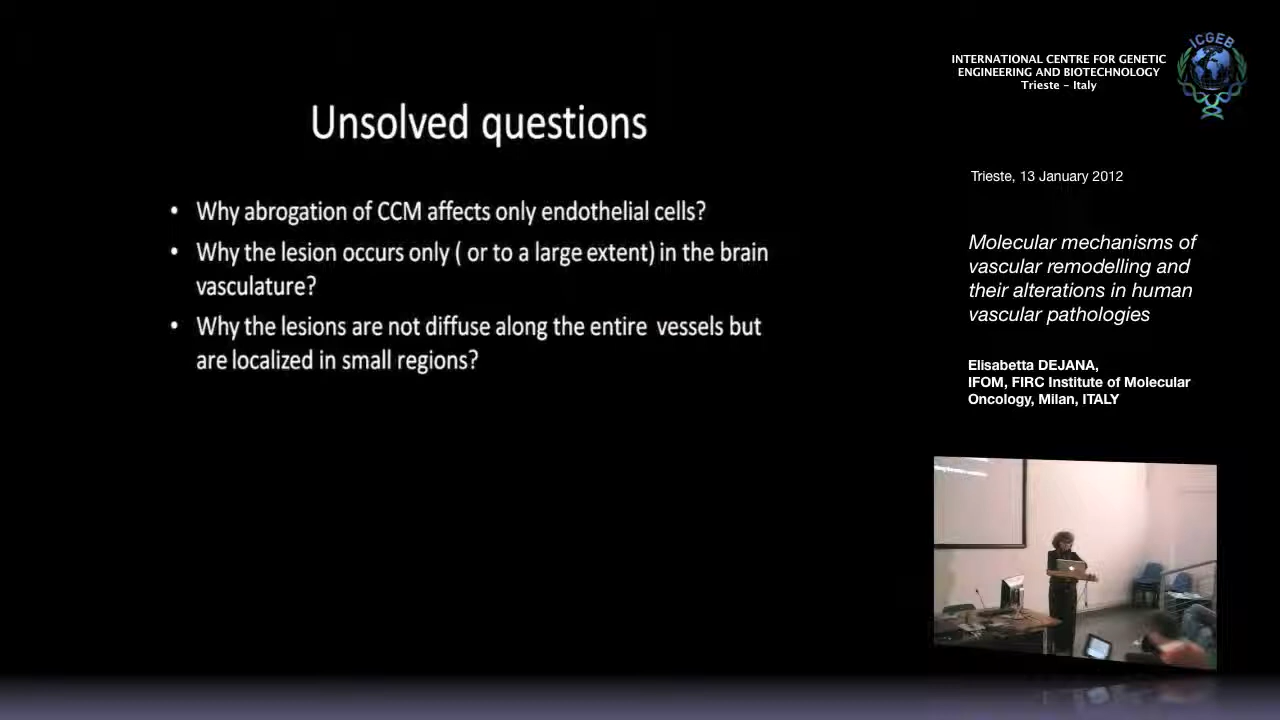 Unsolved questions
• Why abrogation of CCM affects only endothelial cells?
• Why the lesion occurs only ( or to a large extent) in the brain
vasculature?
• Why the lesions are not diffuse along the entire vessels but
are localized in small regions?
ICGEB
INTERNATIONAL CENTRE FOR GENETIC
ENGINEERING AND BIOTECHNOLOGY
Trieste - Italy
Trieste, 13 January 2012
Molecular mechanisms of
vascular remodelling and
their alterations in human
vascular pathologies
Elisabetta DEJANA,
IFOM, FIRC Institute of Molecular
Oncology, Milan, ITALY